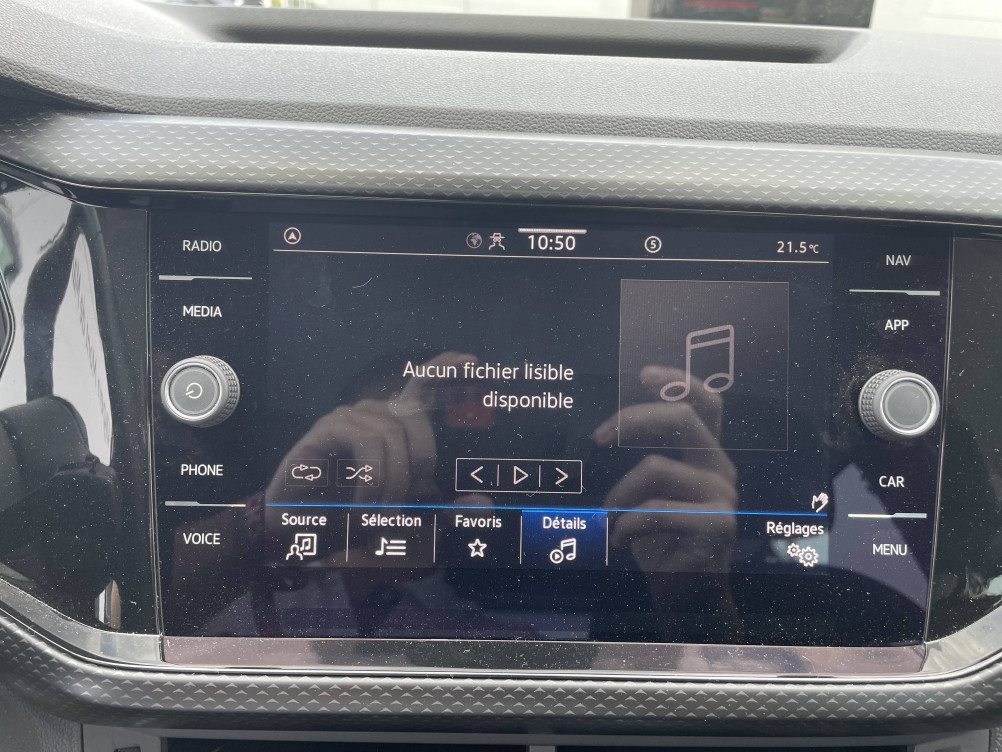 RADIO
MEDIA
PHONE
VOICE
10:50
5
21.5°C
Aucun fichier lisible
disponible
Source
Sélection
Favoris
Détails
Réglages
NAV
APP
CAR
MENU